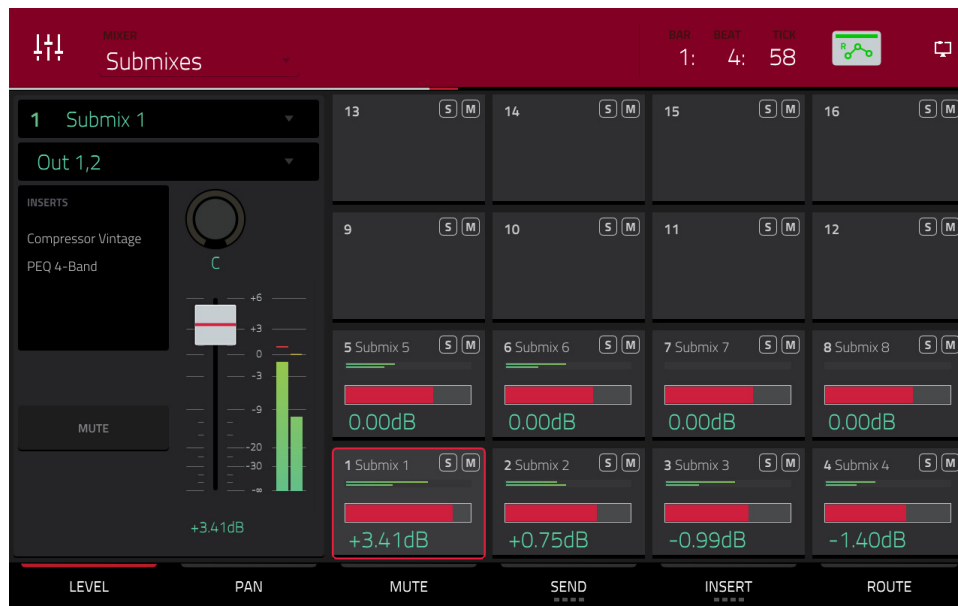 MIXER
Submixes
BAR BEAT TICK
1: 4: 58
R
1 Submix 1
Out 1,2
INSERTS
Compressor Vintage
PEQ 4-Band
C
+6
+3
0
-3
-9
-20
-30
-∞
MUTE
+3.41dB
13 S M
14 S M
15 S M
16 S M
9 S M
10 S M
11 S M
12 S M
5 Submix 5 S M
0.00dB
6 Submix 6 S M
0.00dB
7 Submix 7 S M
0.00dB
8 Submix 8 S M
0.00dB
1 Submix 1 S M
+3.41dB
2 Submix 2 S M
+0.75dB
3 Submix 3 S M
-0.99dB
4 Submix 4 S M
-1.40dB
LEVEL PAN MUTE SEND INSERT ROUTE